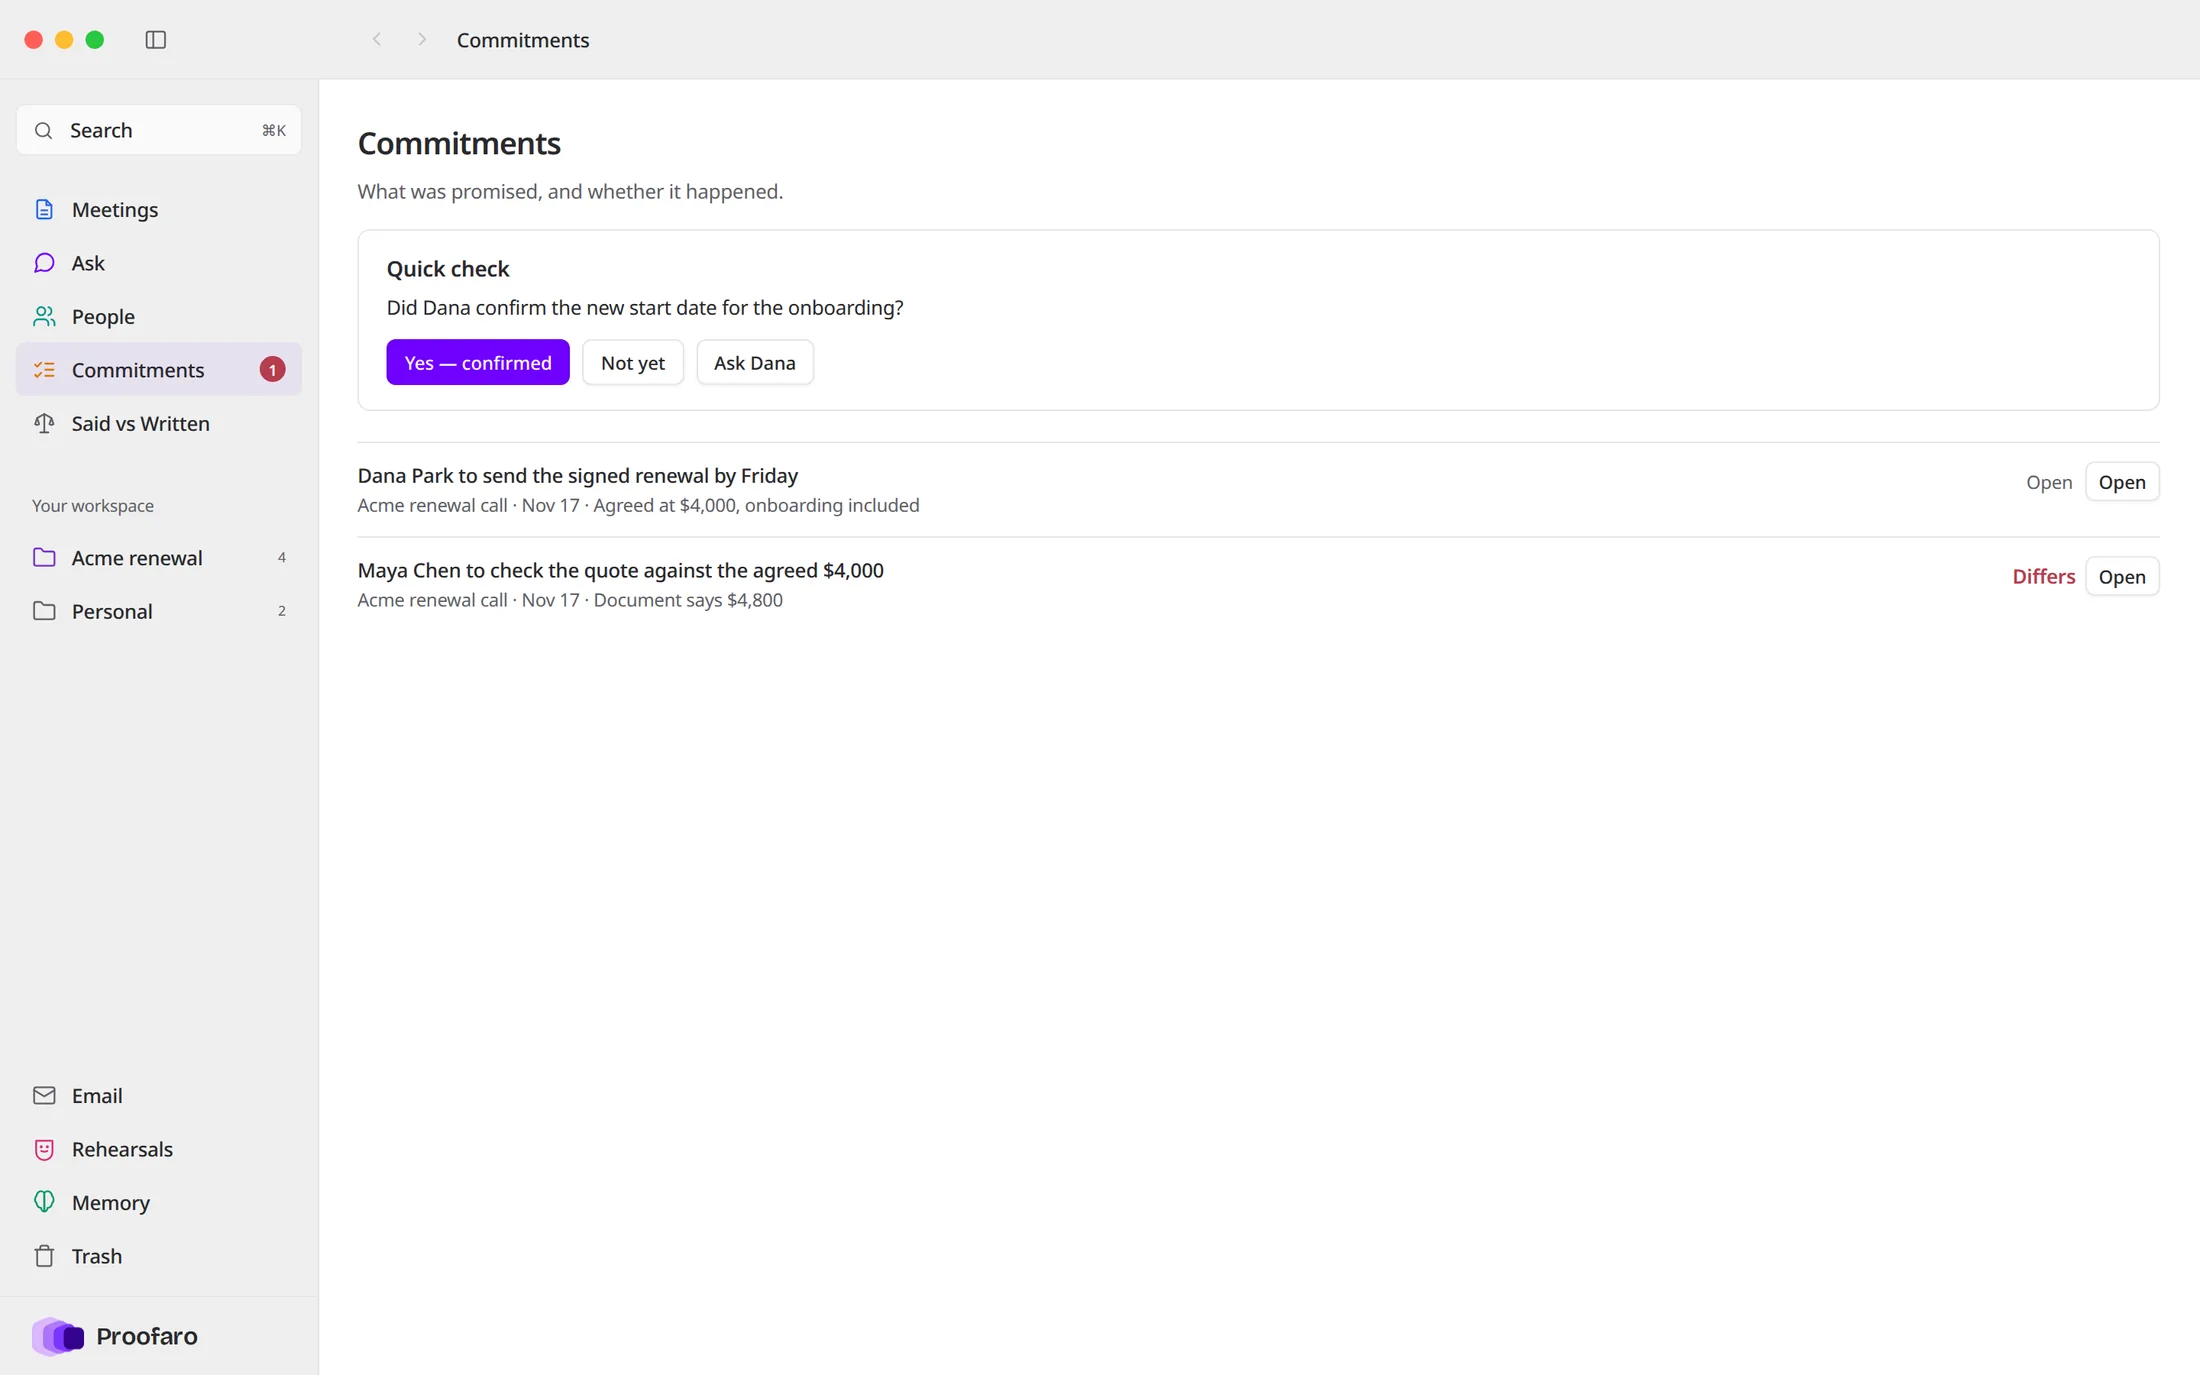 Commitments
Search ⌘K
Meetings
Ask
People
Commitments 1
Said vs Written
Your workspace
Acme renewal 4
Personal 2
Email
Rehearsals
Memory
Trash
Proofaro
Commitments
What was promised, and whether it happened.
Quick check
Did Dana confirm the new start date for the onboarding?
Yes — confirmed Not yet Ask Dana
Dana Park to send the signed renewal by Friday
Acme renewal call · Nov 17 · Agreed at $4,000, onboarding included
Open Open
Maya Chen to check the quote against the agreed $4,000
Acme renewal call · Nov 17 · Document says $4,800
Differs Open